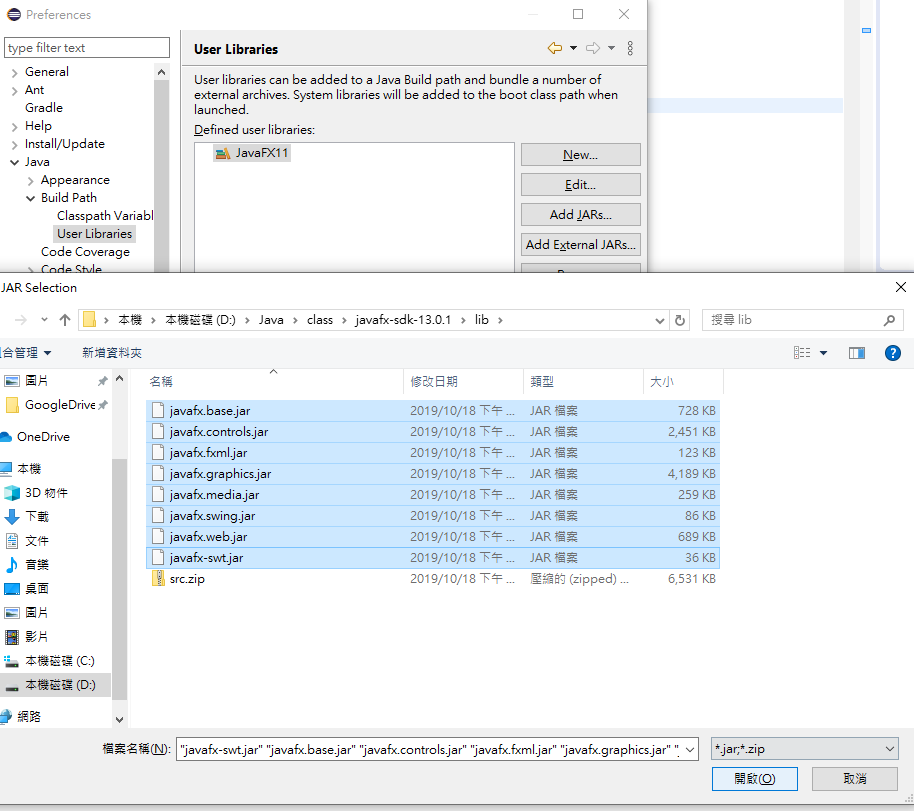 Preferences
type filter text
General
Ant
Gradle
Help
Install/Update
Java
Appearance
Build Path
Classpath Variabl
User Libraries
Code Coverage
Code Style
User Libraries
User libraries can be added to a Java Build path and bundle a number of
external archives. System libraries will be added to the boot class path when
launched.
Defined user libraries:
JavaFX11
New...
Edit...
Add JARs...
Add External JARs...
JAR Selection
本機 › 本機磁碟 (D:) › Java › class › javafx-sdk-13.0.1 › lib ›
搜尋 lib
合管理
新增資料夾
圖片
GoogleDrive
OneDrive
本機
3D 物件
下載
文件
音樂
桌面
圖片
影片
本機磁碟 (C:)
本機磁碟 (D:)
網路
名稱 修改日期 類型 大小
javafx.base.jar 2019/10/18 下午 ... JAR 檔案 728 KB
javafx.controls.jar 2019/10/18 下午 ... JAR 檔案 2,451 KB
javafx.fxml.jar 2019/10/18 下午 ... JAR 檔案 123 KB
javafx.graphics.jar 2019/10/18 下午 ... JAR 檔案 4,189 KB
javafx.media.jar 2019/10/18 下午 ... JAR 檔案 259 KB
javafx.swing.jar 2019/10/18 下午 ... JAR 檔案 86 KB
javafx.web.jar 2019/10/18 下午 ... JAR 檔案 689 KB
javafx-swt.jar 2019/10/18 下午 ... JAR 檔案 36 KB
src.zip 2019/10/18 下午 ... 壓縮的 (zipped) ... 6,531 KB
檔案名稱(N): "javafx-swt.jar" "javafx.base.jar" "javafx.controls.jar" "javafx.fxml.jar" "javafx.graphics.jar" "
*.jar;*.zip
開啟(O)
取消